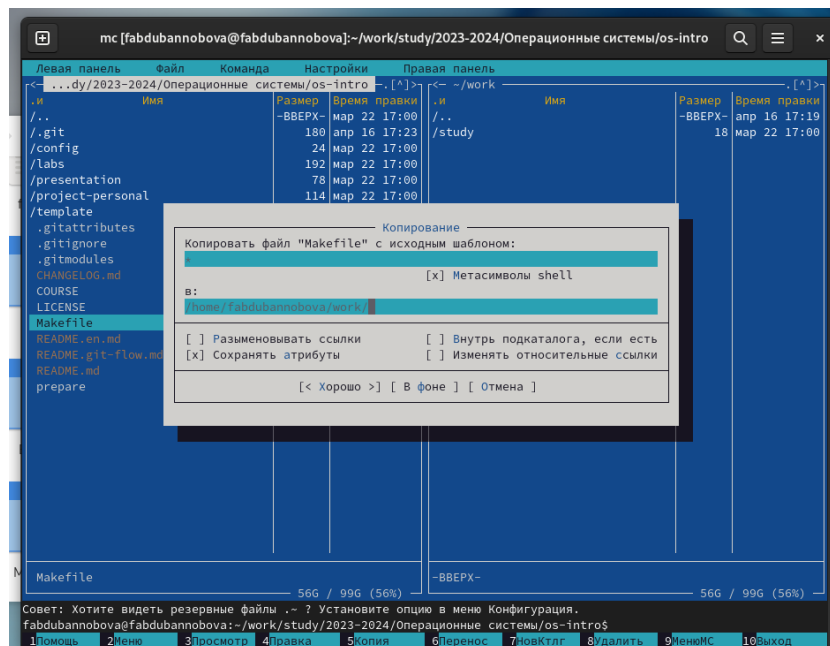 mc [fabdubannobova@fabdubannobova]:~/work/study/2023-2024/Операционные системы/os-intro
Левая панель Файл Команда Настройки Правая панель
<— ...dy/2023-2024/Операционные системы/os-intro —.[^]> <— ~/work —.[^]>
.и Имя Размер Время правки .и Имя Размер Время правки
/.. -ВВЕРХ- мар 22 17:00 /.. -ВВЕРХ- апр 16 17:19
/.git 180 апр 16 17:23 /study 18 мар 22 17:00
/config 24 мар 22 17:00
/labs 192 мар 22 17:00
/presentation 78 мар 22 17:00
/project-personal 114 мар 22 17:00
/template
.gitattributes
.gitignore
.gitmodules
CHANGELOG.md
COURSE
LICENSE
Makefile
README.en.md
README.git-flow.md
README.md
prepare
Копирование
Копировать файл "Makefile" с исходным шаблоном:
*
[x] Метасимволы shell
в:
/home/fabdubannobova/work/
[ ] Разыменовывать ссылки [ ] Внутрь подкаталога, если есть
[x] Сохранять атрибуты [ ] Изменять относительные ссылки
[< Хорошо >] [ В фоне ] [ Отмена ]
Makefile -ВВЕРХ-
56G / 99G (56%) 56G / 99G (56%)
Совет: Хотите видеть резервные файлы .~ ? Установите опцию в меню Конфигурация.
fabdubannobova@fabdubannobova:~/work/study/2023-2024/Операционные системы/os-intro$
1Помощь 2Меню 3Просмотр 4Правка 5Копия 6Перенос 7НовКтлг 8Удалить 9МенюМС 10Выход